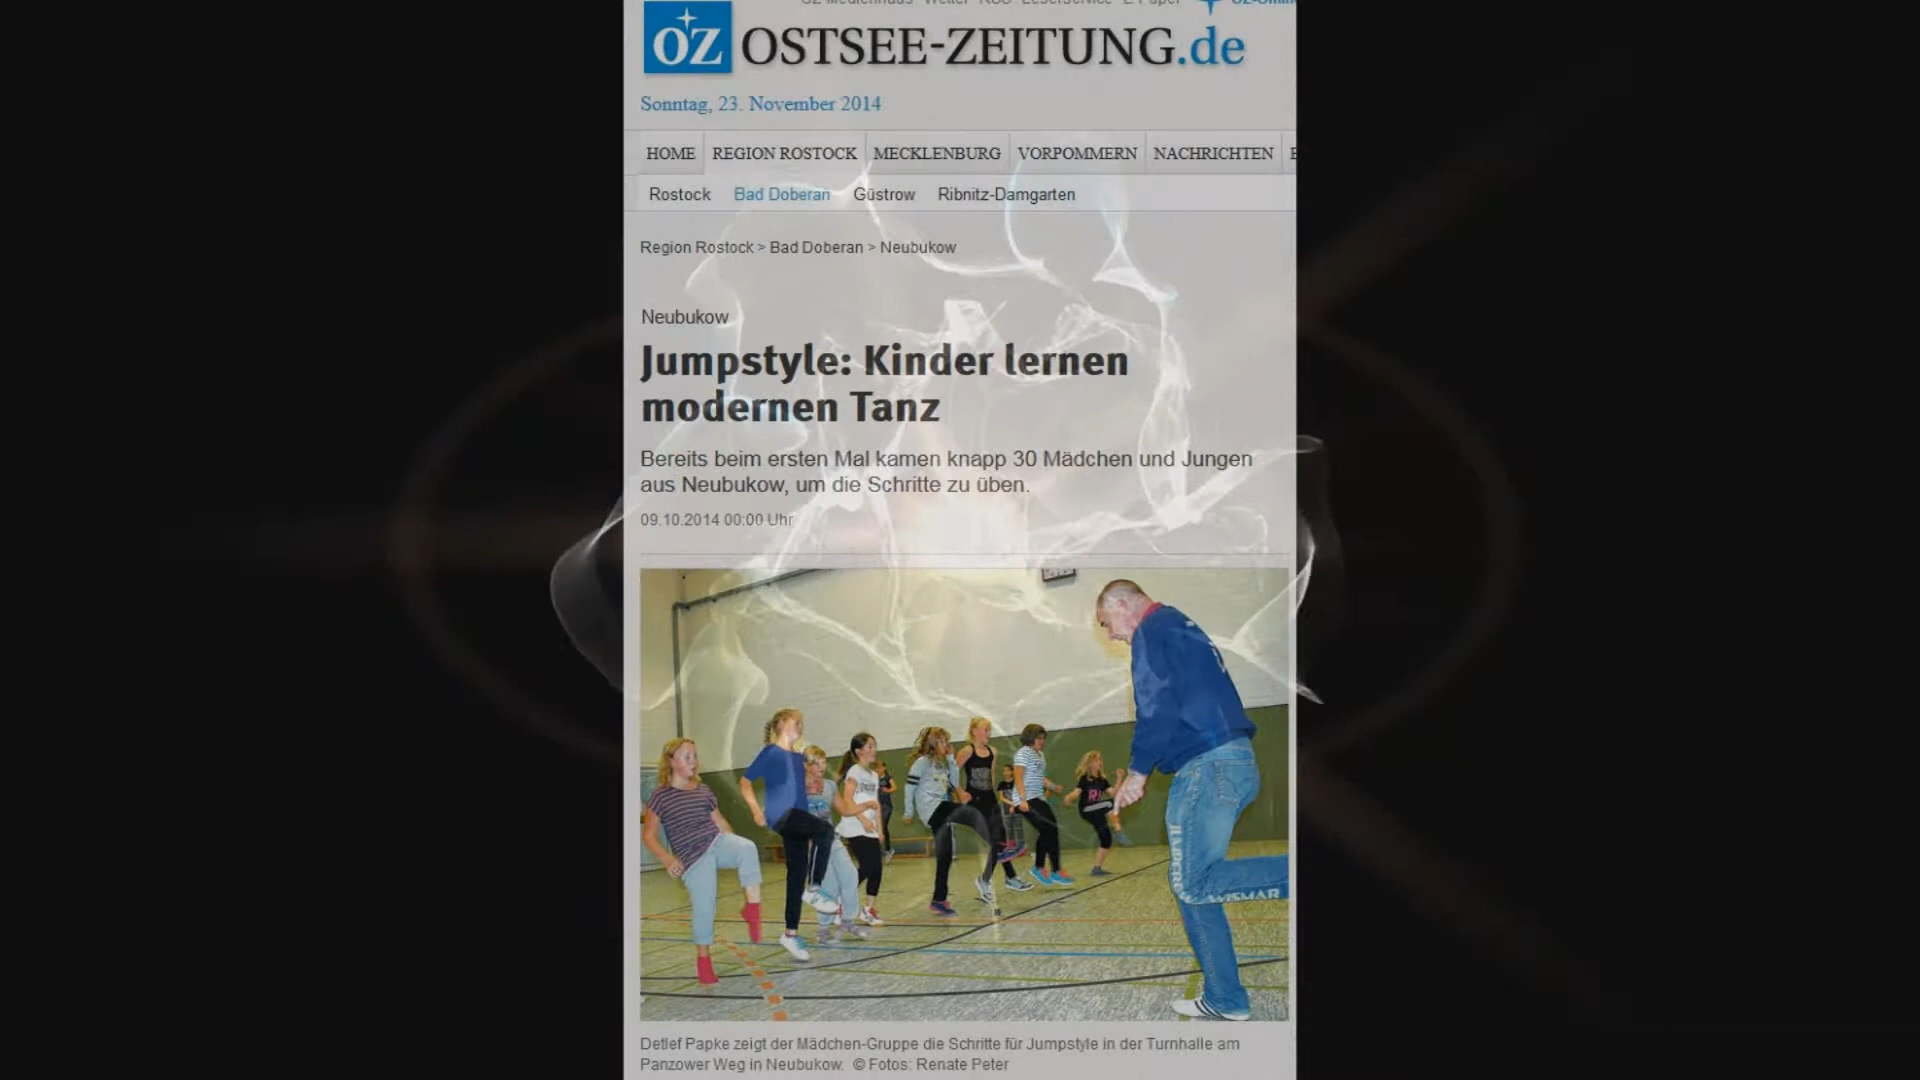 OZ OSTSEE-ZEITUNG.de
Sonntag, 23. November 2014
HOME REGION ROSTOCK MECKLENBURG VORPOMMERN NACHRICHTEN
Rostock Bad Doberan Güstrow Ribnitz-Damgarten
Region Rostock > Bad Doberan > Neubukow
Neubukow
Jumpstyle: Kinder lernen
modernen Tanz
Bereits beim ersten Mal kamen knapp 30 Mädchen und Jungen
aus Neubukow, um die Schritte zu üben.
09.10.2014 00:00 Uhr
WISMAR
Detlef Papke zeigt der Mädchen-Gruppe die Schritte für Jumpstyle in der Turnhalle am
Panzower Weg in Neubukow. © Fotos: Renate Peter